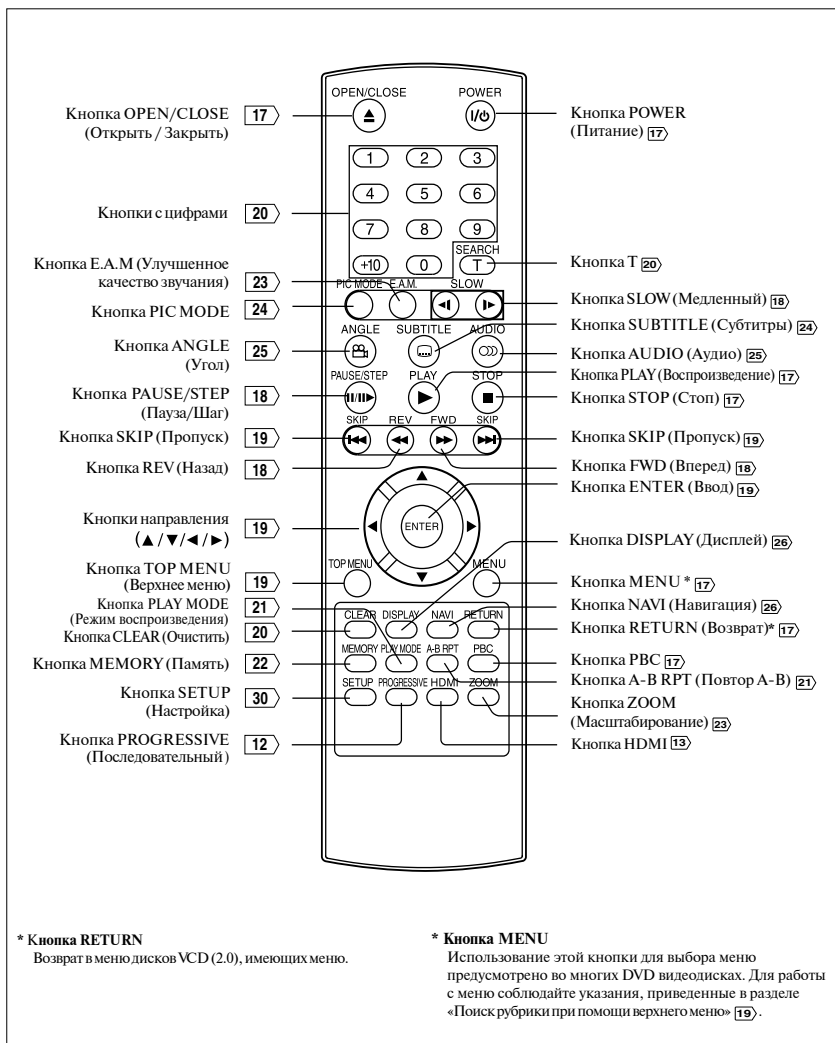 OPEN/CLOSE POWER
Кнопка OPEN/CLOSE 17
(Открыть / Закрыть)
I/
Кнопка POWER
(Питание) 17
1 2 3
4 5 6
7 8 9
+10 0
SEARCH
T
Кнопки с цифрами 20
Кнопка T 20
Кнопка E.A.M (Улучшенное
качество звучания) 23
PIC MODE E.A.M. SLOW
Кнопка PIC MODE 24
Кнопка SLOW (Медленный) 18
Кнопка SUBTITLE (Субтитры) 24
ANGLE SUBTITLE AUDIO
Кнопка ANGLE 25
(Угол)
Кнопка AUDIO (Аудио) 25
PAUSE/STEP PLAY STOP
Кнопка PLAY (Воспроизведение) 17
Кнопка PAUSE/STEP 18
(Пауза/Шаг)
Кнопка STOP (Стоп) 17
SKIP REV FWD SKIP
Кнопка SKIP (Пропуск) 19
Кнопка SKIP (Пропуск) 19
Кнопка REV (Назад) 18
Кнопка FWD (Вперед) 18
Кнопка ENTER (Ввод) 19
ENTER
Кнопки направления 19
(▲ /▼/◄ /►)
Кнопка DISPLAY (Дисплей) 26
TOP MENU MENU
Кнопка TOP MENU
(Верхнее меню) 19
Кнопка MENU * 17
Кнопка PLAY MODE 21
(Режим воспроизведения)
Кнопка NAVI (Навигация) 26
CLEAR DISPLAY NAVI RETURN
Кнопка CLEAR (Очистить) 20
Кнопка RETURN (Возврат)* 17
MEMORY PLAY MODE A-B RPT PBC
Кнопка MEMORY (Память) 22
Кнопка PBC 17
Кнопка A-B RPT (Повтор A-B) 21
SETUP PROGRESSIVE HDMI ZOOM
Кнопка SETUP 30
(Настройка)
Кнопка ZOOM
(Масштабирование) 23
Кнопка PROGRESSIVE 12
(Последовательный)
Кнопка HDMI 13
* Кнопка RETURN
Возврат в меню дисков VCD (2.0), имеющих меню.
* Кнопка MENU
Использование этой кнопки для выбора меню
предусмотрено во многих DVD видеодисках. Для работы
с меню соблюдайте указания, приведенные в разделе
«Поиск рубрики при помощи верхнего меню» 19 .